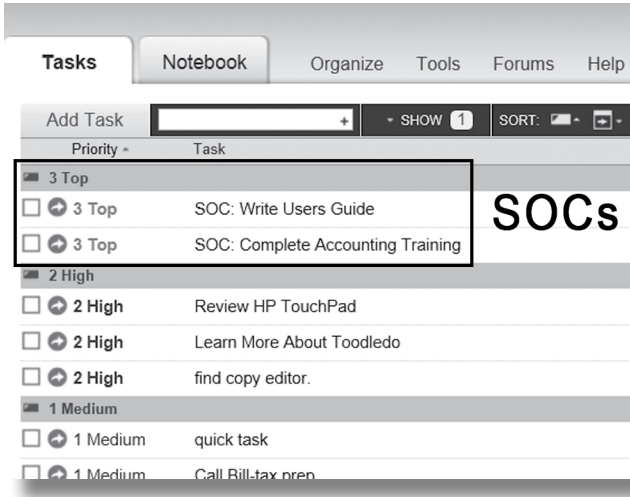 Tasks Notebook Organize Tools Forums Help
Add Task + SHOW 1 SORT:
Priority Task
3 Top
3 Top SOC: Write Users Guide
3 Top SOC: Complete Accounting Training
SOCs
2 High
2 High Review HP TouchPad
2 High Learn More About Toodledo
2 High find copy editor.
1 Medium
1 Medium quick task
1 Medium Call Bill-tax prep